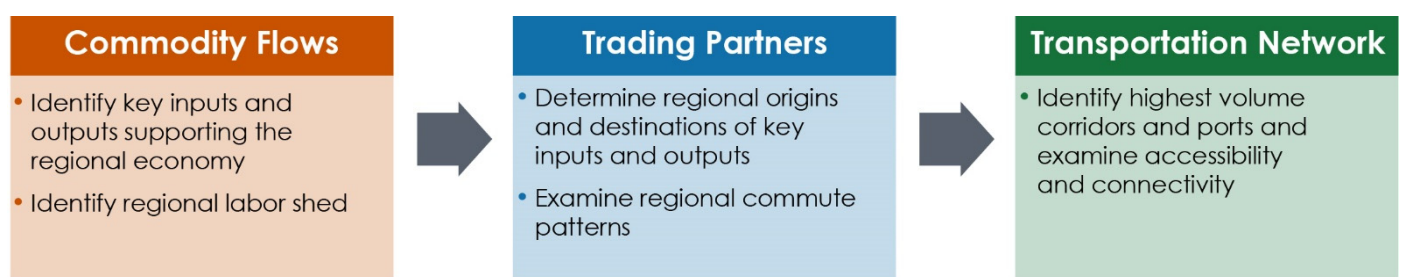 Commodity Flows
• Identify key inputs and
outputs supporting the
regional economy
• Identify regional labor shed
Trading Partners
• Determine regional origins
and destinations of key
inputs and outputs
• Examine regional commute
patterns
Transportation Network
• Identify highest volume
corridors and ports and
examine accessibility
and connectivity